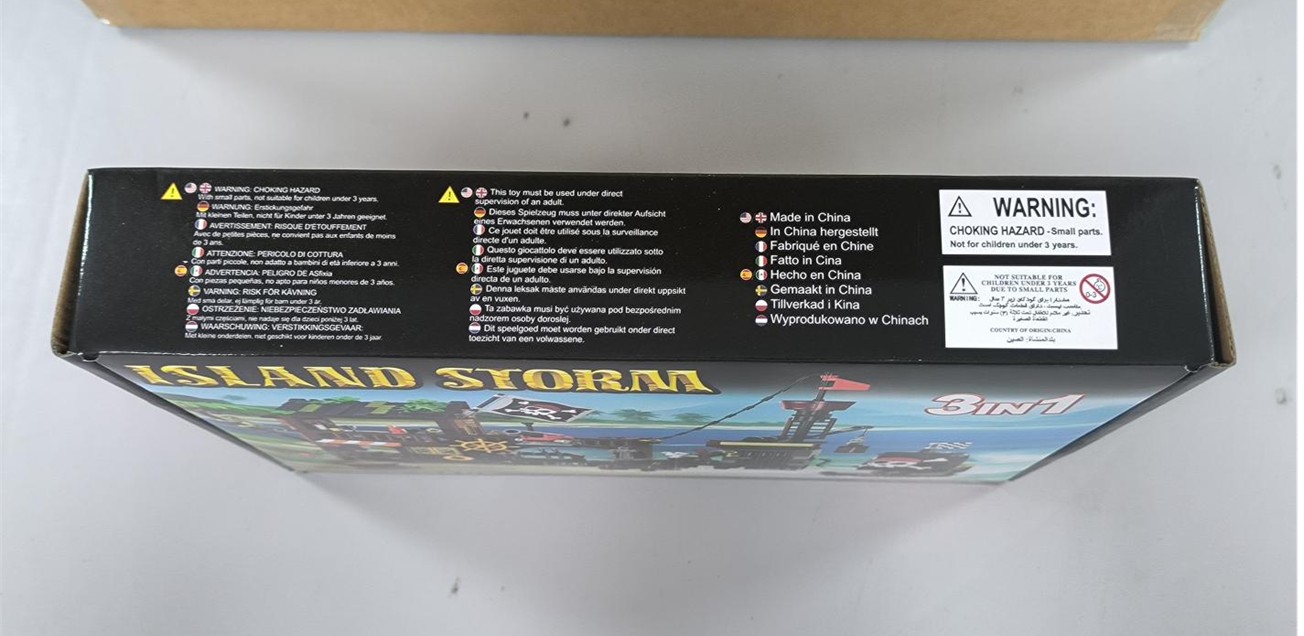 WARNING: CHOKING HAZARD
With small parts, not suitable for children under 3 years.
WARNUNG: Erstickungsgefahr
Mit kleinen Teilen, nicht für Kinder unter 3 Jahren geeignet.
AVERTISSEMENT: RISQUE D'ÉTOUFFEMENT
Avec de petites pièces, ne convient pas aux enfants de moins
de 3 ans.
ATTENZIONE: PERICOLO DI COTTURA
Con parti piccole, non adatto a bambini di età inferiore a 3 anni.
ADVERTENCIA: PELIGRO DE ASfixia
Con piezas pequeñas, no apto para niños menores de 3 años.
VARNING: RISK FÖR KÄVNING
Med små delar, ej lämplig för barn under 3 år.
OSTRZEŻENIE: NIEBEZPIECZEŃSTWO ZADŁAWIANIA
Z małymi częściami, nie nadaje się dla dzieci poniżej 3 lat.
WAARSCHUWING: VERSTIKKINGSGEVAAR:
Met kleine onderdelen, niet geschikt voor kinderen onder de 3 jaar.
This toy must be used under direct
supervision of an adult.
Dieses Spielzeug muss unter direkter Aufsicht
eines Erwachsenen verwendet werden.
Ce jouet doit être utilisé sous la surveillance
directe d'un adulte.
Questo giocattolo deve essere utilizzato sotto
la diretta supervisione di un adulto.
Este juguete debe usarse bajo la supervisión
directa de un adulto.
Denna leksak måste användas under direkt uppsikt
av en vuxen.
Ta zabawka musi być używana pod bezpośrednim
nadzorem osoby dorosłej.
Dit speelgoed moet worden gebruikt onder direct
toezicht van een volwassene.
Made in China
In China hergestellt
Fabriqué en Chine
Fatto in Cina
Hecho en China
Gemaakt in China
Tillverkad i Kina
Wyprodukowano w Chinach
WARNING:
CHOKING HAZARD - Small parts.
Not for children under 3 years.
NOT SUITABLE FOR
CHILDREN UNDER 3 YEARS
DUE TO SMALL PARTS
WARNING:
0-3
COUNTRY OF ORIGIN:CHINA
بلد المنشأة: الصين
ISLAND STORM
3IN1